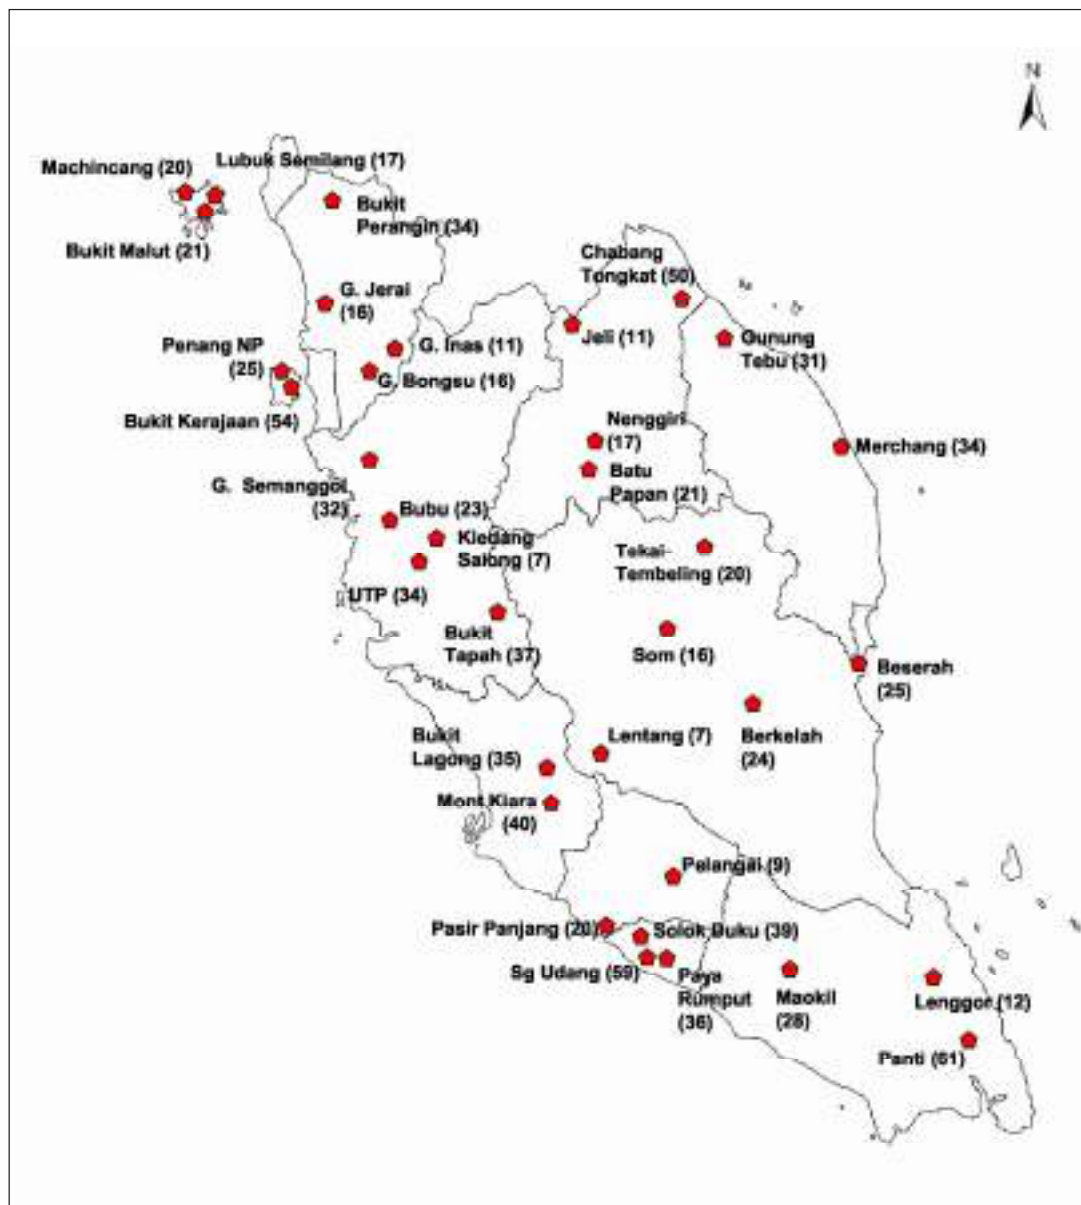 N
Machincang (20)
Lubuk Semilang (17)
Bukit
Perangin (34)
Bukit Malut (21)
Chabang
Tongkat (50)
G. Jerai
(16)
Jeli (11)
Gunung
Tebu (31)
Penang NP
(25)
G. Inas (11)
G. Bongsu (16)
Bukit Kerajaan (54)
Nenggiri
(17)
Merchang (34)
Batu
Papan (21)
G. Semanggol
(32)
Bubu (23)
Kledang
Saiong (7)
Tekai-
Tembeling (20)
UTP (34)
Bukit
Tapah (37)
Som (16)
Beserah
(25)
Bukit
Lagong (35)
Lentang (7)
Berkelah
(24)
Mont Kiara
(40)
Pelangai (9)
Pasir Panjang (20)
Solok Duku (39)
Sg Udang (59)
Paya
Rumput
(36)
Maokil
(28)
Lenggor (12)
Panti (61)